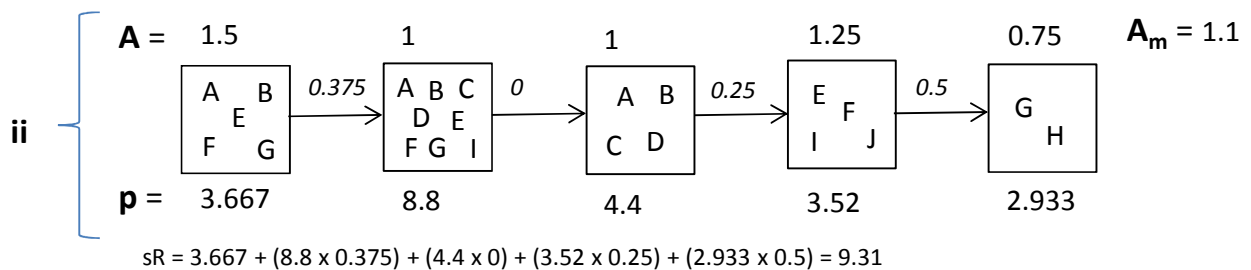 A = 1.5 1 1 1.25 0.75 Aₘ = 1.1
0.375 0 0.25 0.5
ii
A B
E
F G
A B C
D E
F G I
A B
C D
E
F
I J
G
H
p = 3.667 8.8 4.4 3.52 2.933
sR = 3.667 + (8.8 x 0.375) + (4.4 x 0) + (3.52 x 0.25) + (2.933 x 0.5) = 9.31